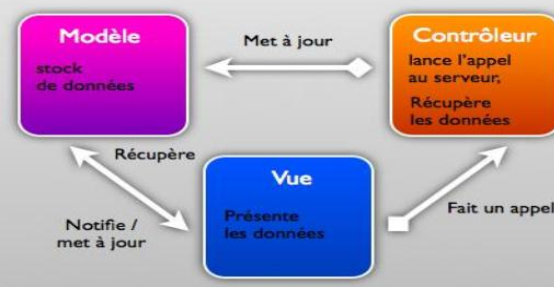 Modèle
stock
de données
Met à jour
Contrôleur
lance l'appel
au serveur,
Récupère
les données
Récupère
Notifie /
met à jour
Vue
Présente
les données
Fait un appel